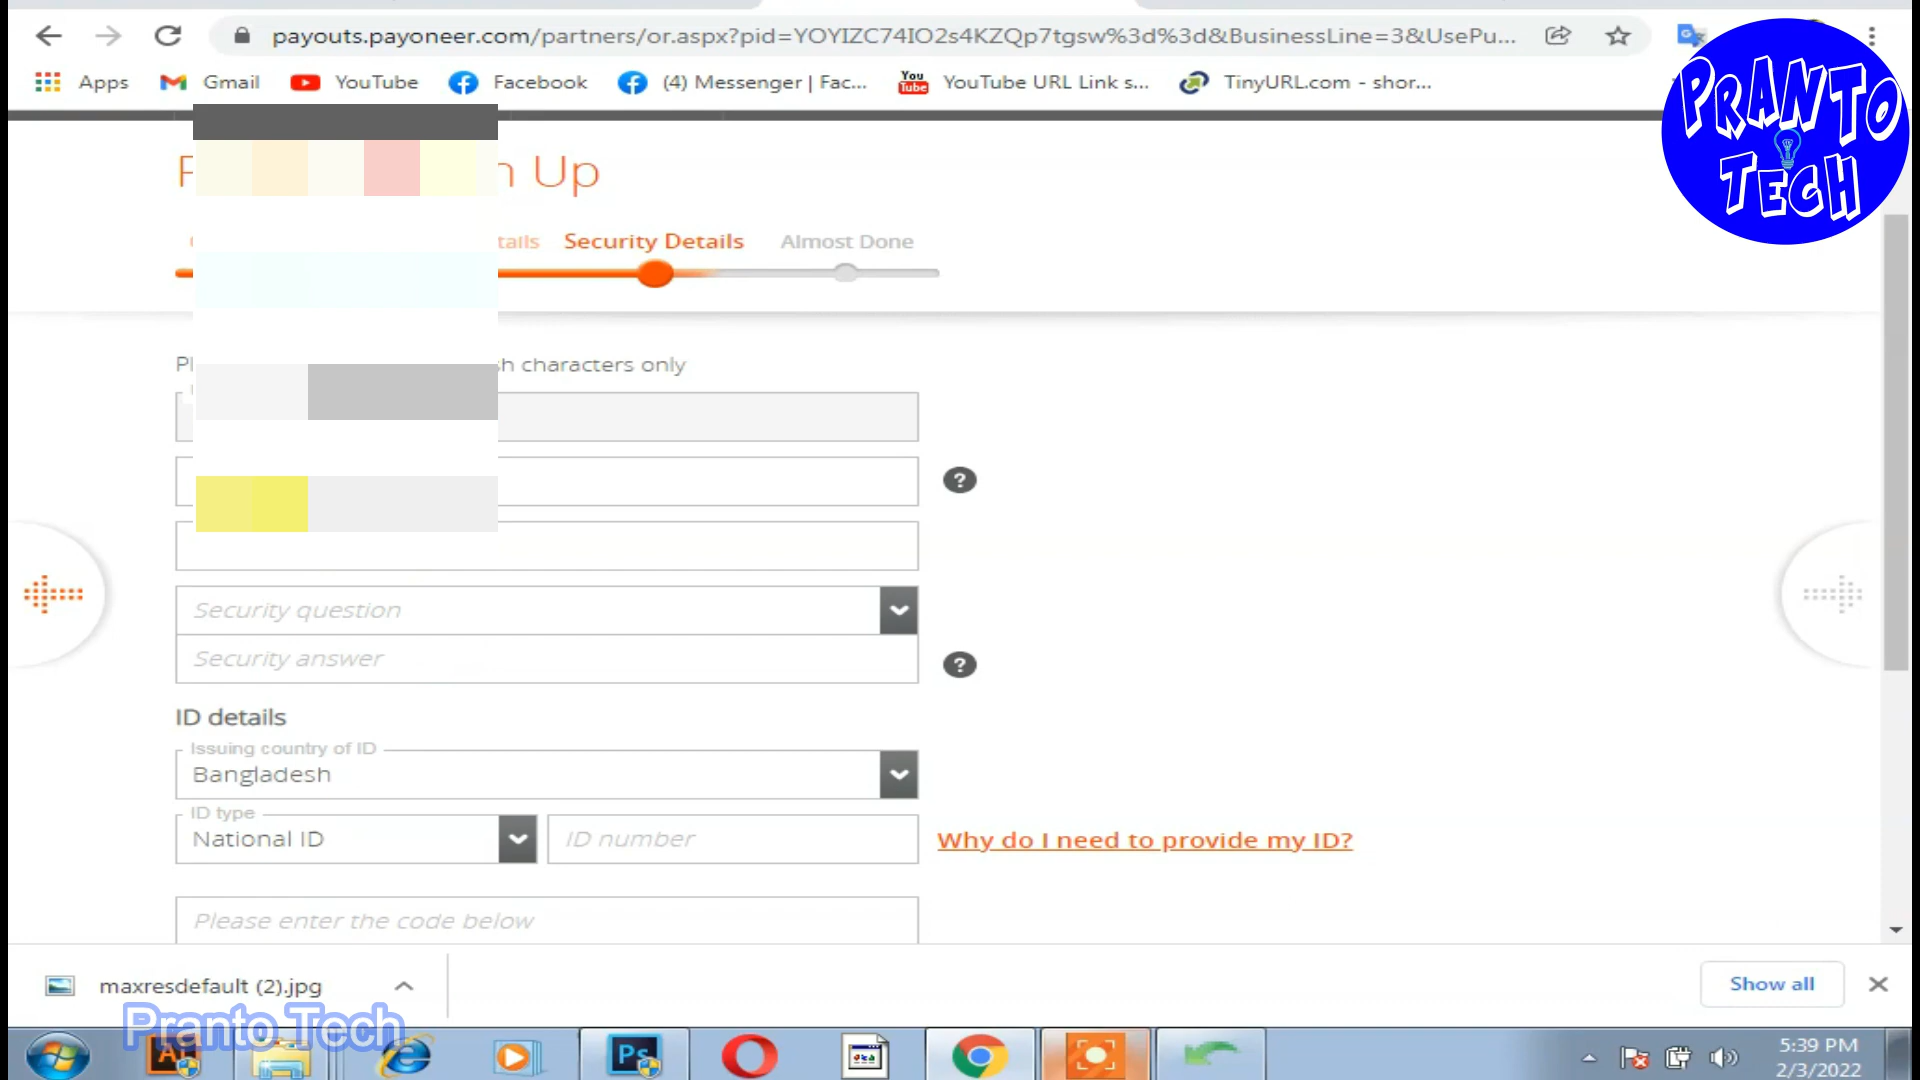 payouts.payoneer.com/partners/or.aspx?pid=YOYIZC74IO2s4KZQp7tgsw%3d%3d&BusinessLine=3&UsePu...
Apps
Gmail
YouTube
Facebook
(4) Messenger | Fac...
You
Tube
YouTube URL Link s...
TinyURL.com - shor...
PRANTO
TECH
Up
Security Details
Almost Done
characters only
Security question
Security answer
ID details
Issuing country of ID
Bangladesh
ID type
National ID
ID number
Why do I need to provide my ID?
Please enter the code below
maxresdefault (2).jpg
Show all
Pranto Tech
Ai
Ps
5:39 PM
2/3/2022